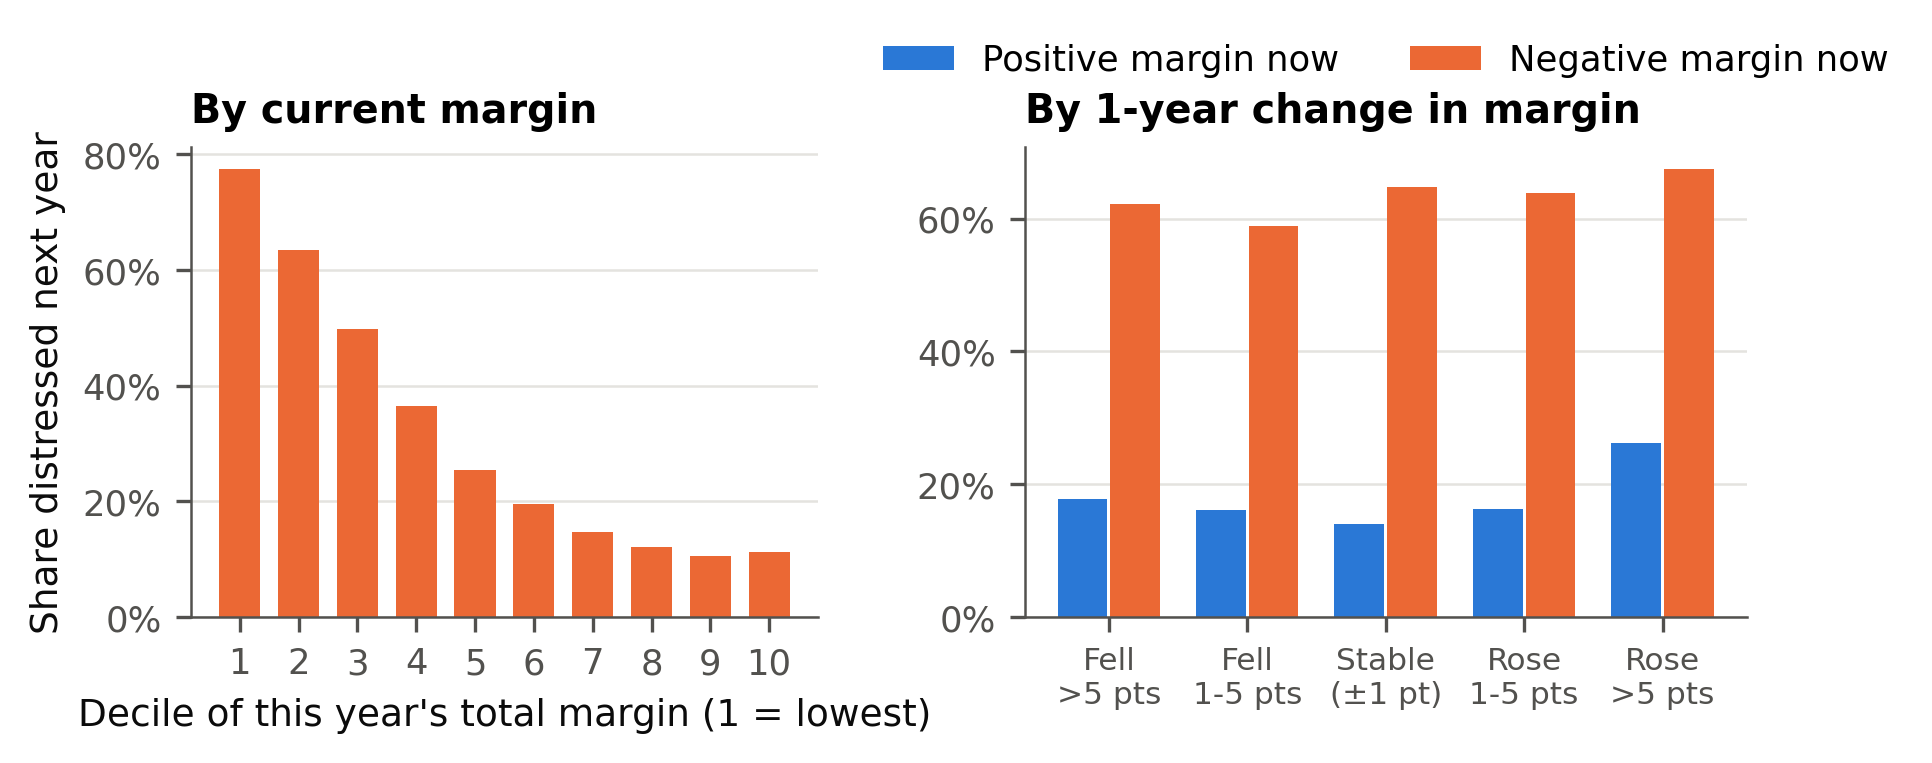 Positive margin now
Negative margin now
By current margin
Share distressed next year
80%
60%
40%
20%
0%
1 2 3 4 5 6 7 8 9 10
Decile of this year's total margin (1 = lowest)
By 1-year change in margin
60%
40%
20%
0%
Fell >5 pts
Fell 1-5 pts
Stable (±1 pt)
Rose 1-5 pts
Rose >5 pts